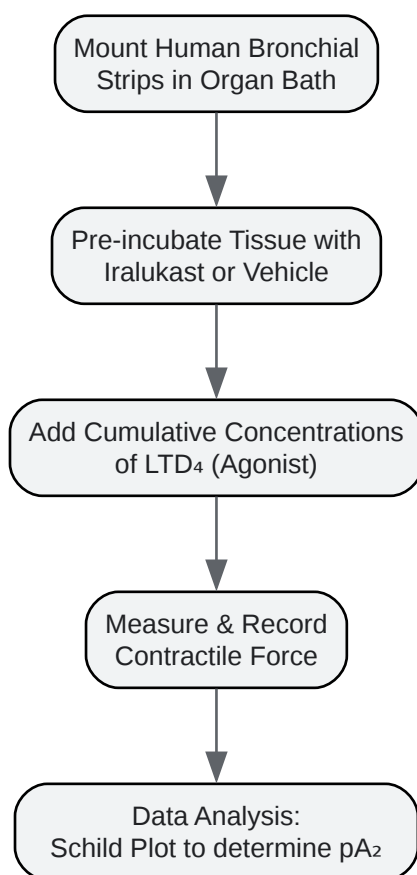 Mount Human Bronchial
Strips in Organ Bath
Pre-incubate Tissue with
Iralukast or Vehicle
Add Cumulative Concentrations
of LTD₄ (Agonist)
Measure & Record
Contractile Force
Data Analysis:
Schild Plot to determine pA₂